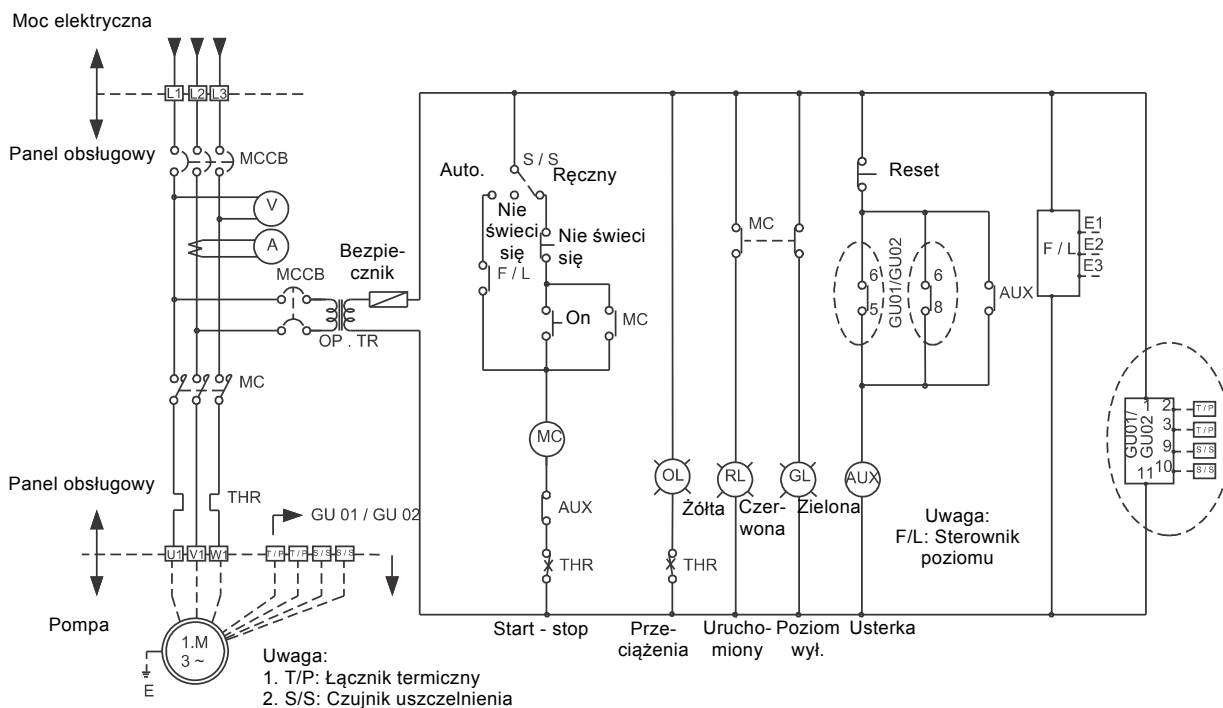 Moc elektryczna
L1 L2 L3
Panel obsługowy
MCCB
V
A
MCCB
Bezpie-
cznik
OP . TR
MC
Panel obsługowy
THR
GU 01 / GU 02
U1 V1 W1
T / P T / P S / S S / S
Pompa
1.M
3 ~
E
Uwaga:
1. T/P: Łącznik termiczny
2. S/S: Czujnik uszczelnienia
S / S
Auto.
Ręczny
Nie
świeci
się
Nie świeci
się
F / L
On
MC
MC
AUX
THR
Start - stop
OL
Żółta
THR
Prze-
ciążenia
MC
RL
Czer-
wona
Urucho-
miony
GL
Zielona
Poziom
wył.
Reset
6
5
GU01/GU02
6
8
AUX
AUX
Usterka
F / L
E1
E2
E3
Uwaga:
F/L: Sterownik
poziomu
GU01/
GU02
1
11
2 T / P
3 T / P
9 S / S
10 S / S